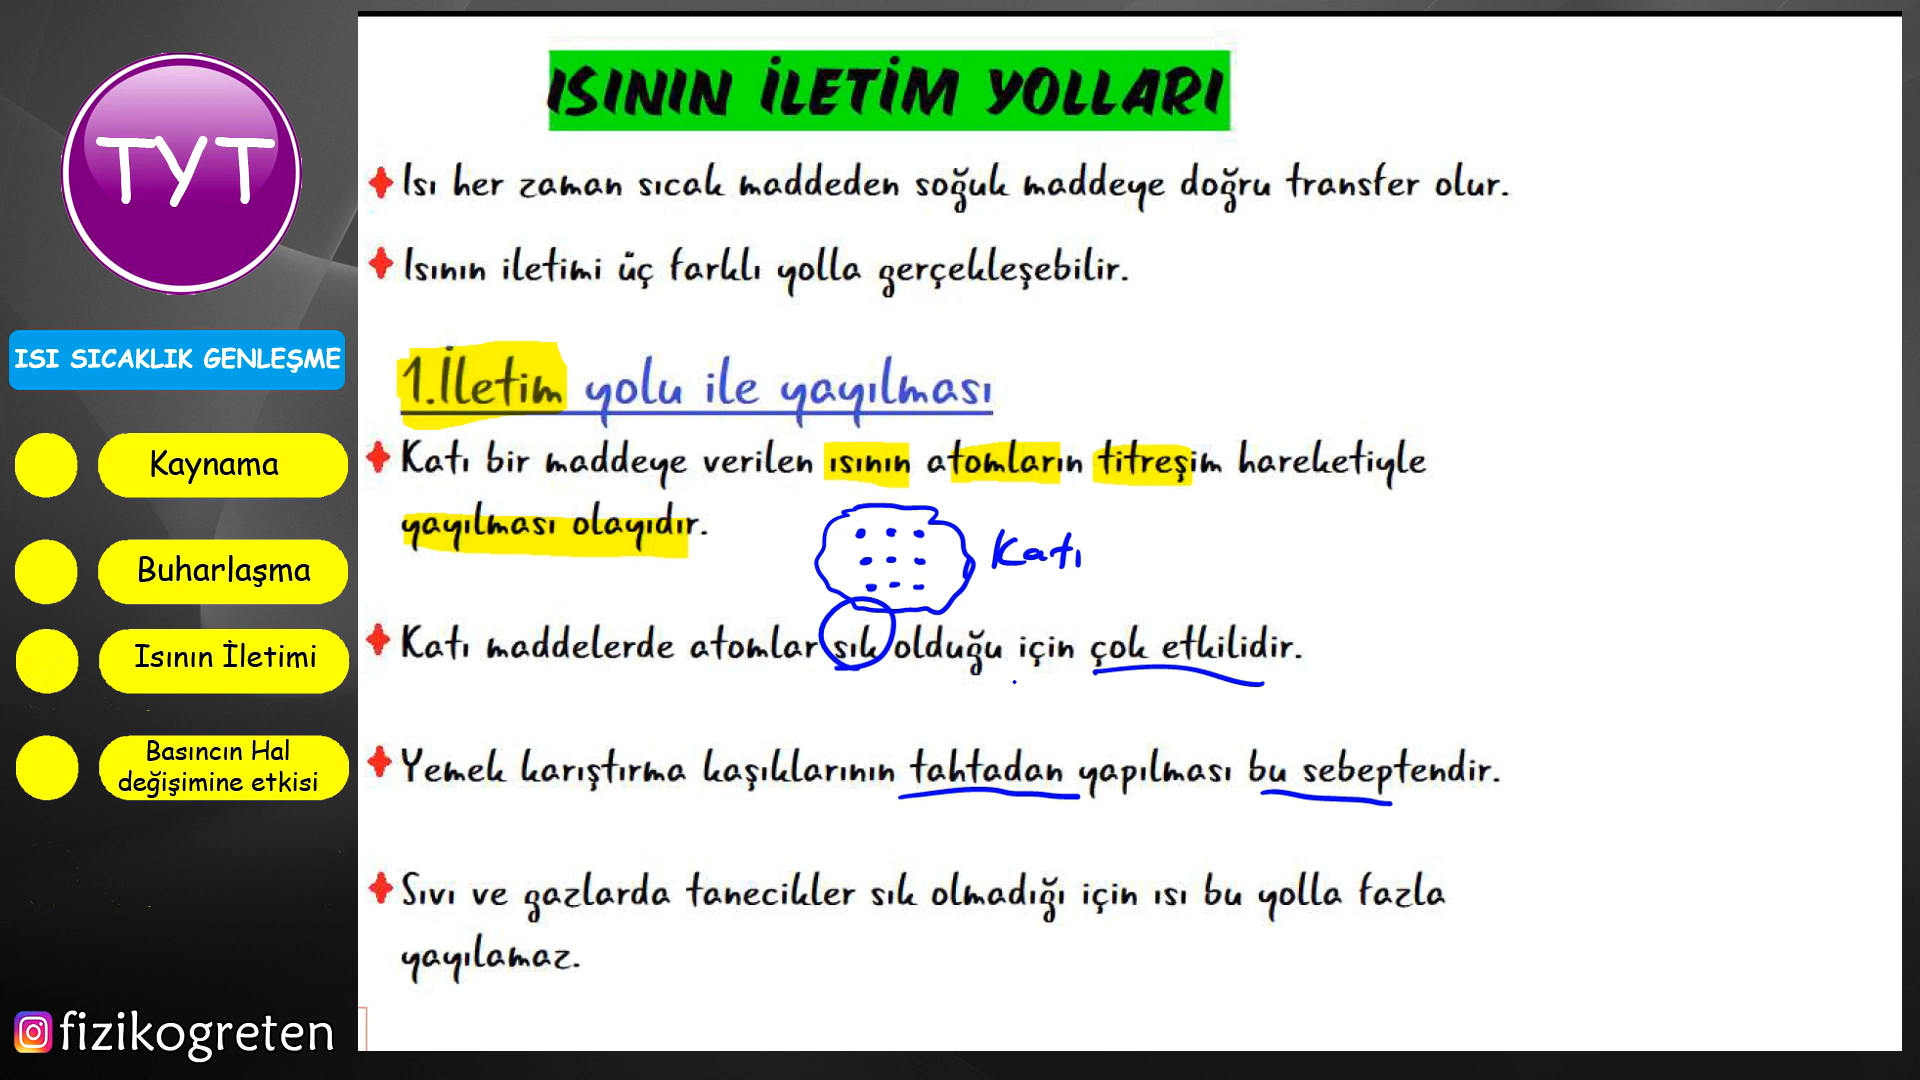 TYT
ISI SICAKLIK GENLEŞME
Kaynama
Buharlaşma
Isının İletimi
Basıncın Hal
değişimine etkisi
fizikogreten
ISININ İLETİM YOLLARI
Isı her zaman sıcak maddeden soğuk maddeye doğru transfer olur.
Isının iletimi üç farklı yolla gerçekleşebilir.
1.İletim yolu ile yayılması
Katı bir maddeye verilen ısının atomların titreşim hareketiyle
yayılması olayıdır.
Katı
Katı maddelerde atomlar sık olduğu için çok etkilidir.
Yemek karıştırma kaşıklarının tahtadan yapılması bu sebeptendir.
Sıvı ve gazlarda tanecikler sık olmadığı için ısı bu yolla fazla
yayılamaz.